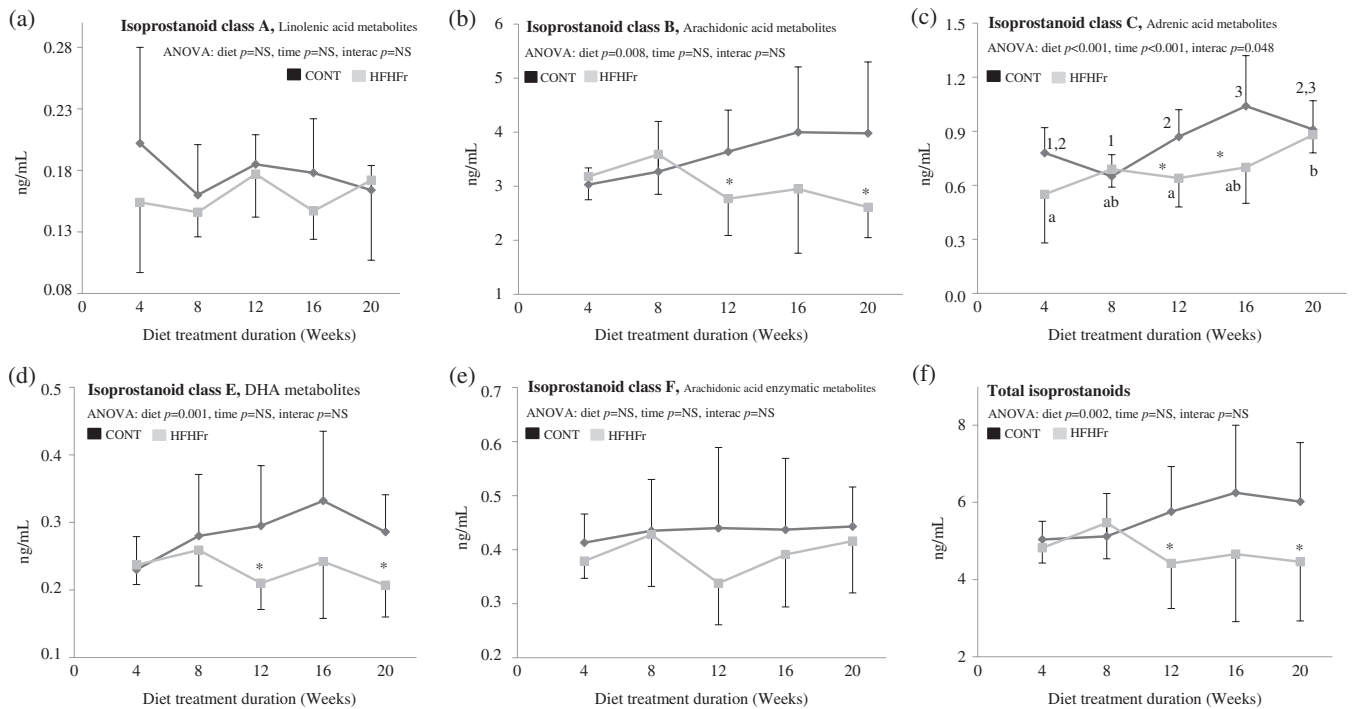 (a)
Isoprostanoid class A, Linolenic acid metabolites
ANOVA: diet p=NS, time p=NS, interac p=NS
CONT HFHFr
0.28
0.23
0.18
0.13
0.08
ng/mL
0 4 8 12 16 20
Diet treatment duration (Weeks)
(b)
Isoprostanoid class B, Arachidonic acid metabolites
ANOVA: diet p=0.008, time p=NS, interac p=NS
CONT HFHFr
6
5
4
3
2
1
ng/mL
* *
0 4 8 12 16 20
Diet treatment duration (Weeks)
(c)
Isoprostanoid class C, Adrenic acid metabolites
ANOVA: diet p<0.001, time p<0.001, interac p=0.048
CONT HFHFr
1.5
1.2
0.9
0.6
0.3
0.0
ng/mL
1,2 1 2 3 2,3
* *
a ab a ab b
0 4 8 12 16 20
Diet treatment duration (Weeks)
(d)
Isoprostanoid class E, DHA metabolites
ANOVA: diet p=0.001, time p=NS, interac p=NS
CONT HFHFr
0.5
0.4
0.3
0.2
0.1
ng/mL
* *
0 4 8 12 16 20
Diet treatment duration (Weeks)
(e)
Isoprostanoid class F, Arachidonic acid enzymatic metabolites
ANOVA: diet p=NS, time p=NS, interac p=NS
CONT HFHFr
0.7
0.6
0.5
0.4
0.3
0.2
ng/mL
0 4 8 12 16 20
Diet treatment duration (Weeks)
(f)
Total isoprostanoids
ANOVA: diet p=0.002, time p=NS, interac p=NS
CONT HFHFr
8
6
4
2
ng/mL
* *
0 4 8 12 16 20
Diet treatment duration (Weeks)